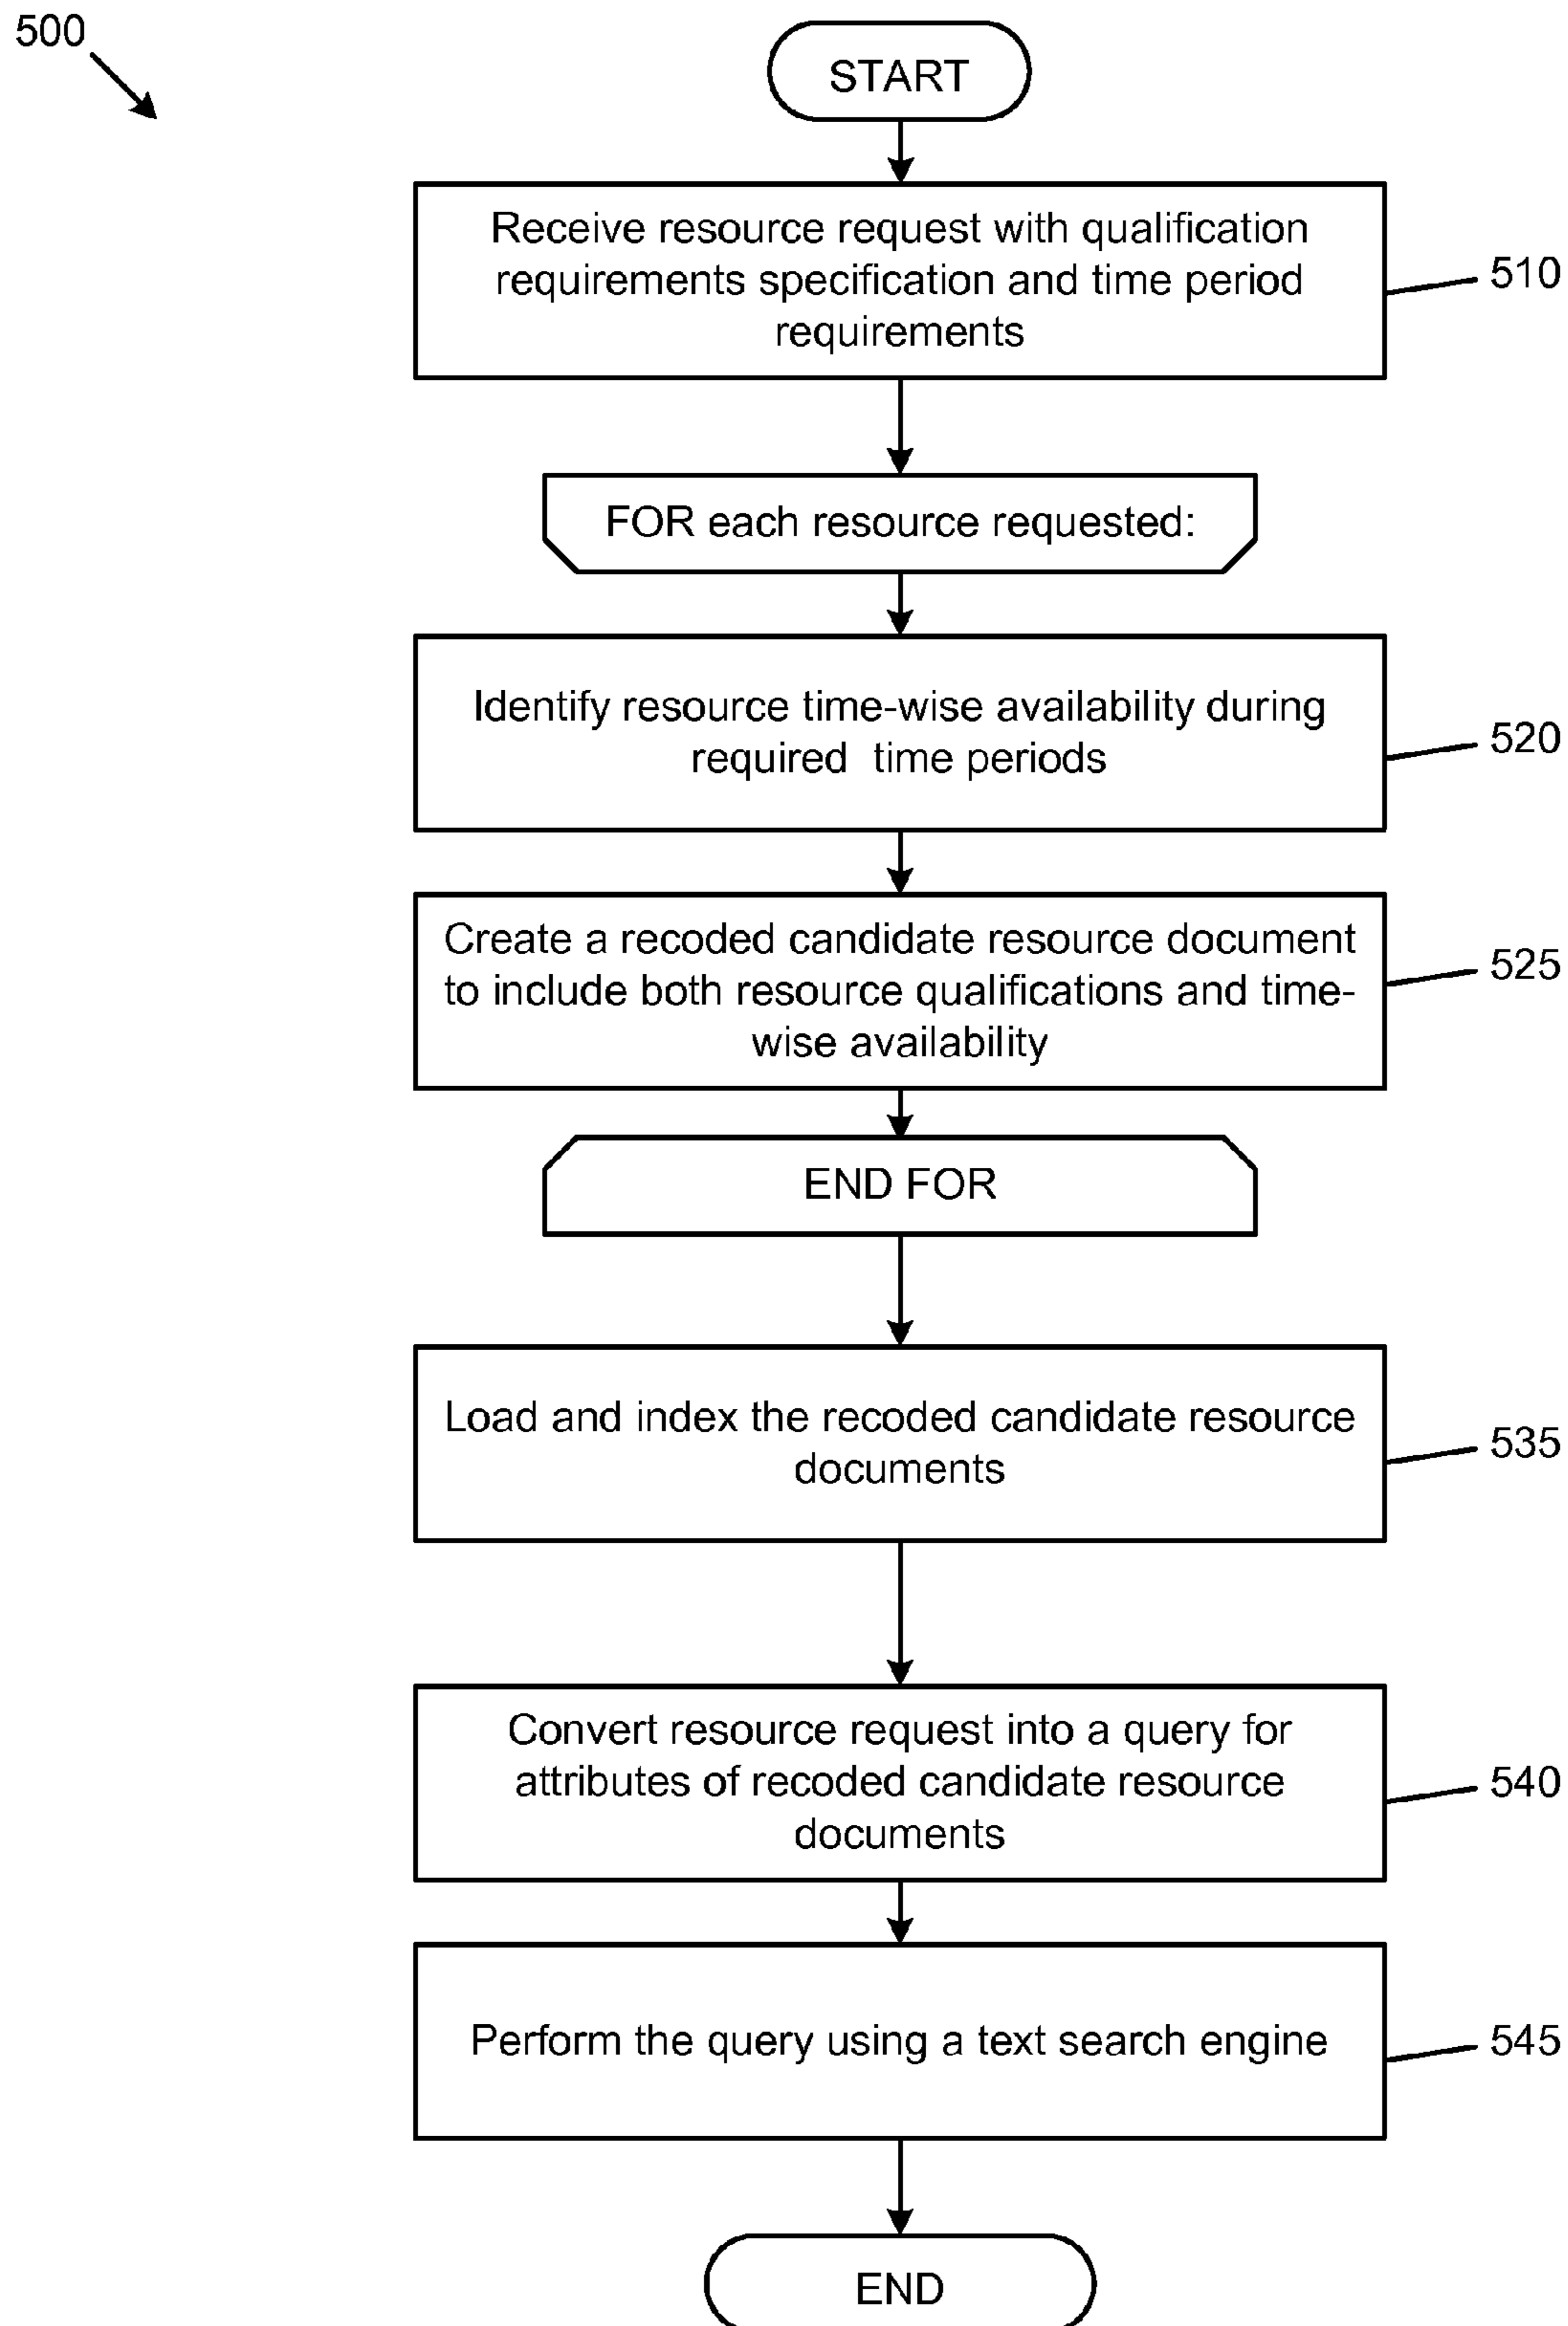 500
START
Receive resource request with qualification
requirements specification and time period
requirements
510
FOR each resource requested:
Identify resource time-wise availability during
required time periods
520
Create a recoded candidate resource document
to include both resource qualifications and time-
wise availability
525
END FOR
Load and index the recoded candidate resource
documents
535
Convert resource request into a query for
attributes of recoded candidate resource
documents
540
Perform the query using a text search engine
545
END